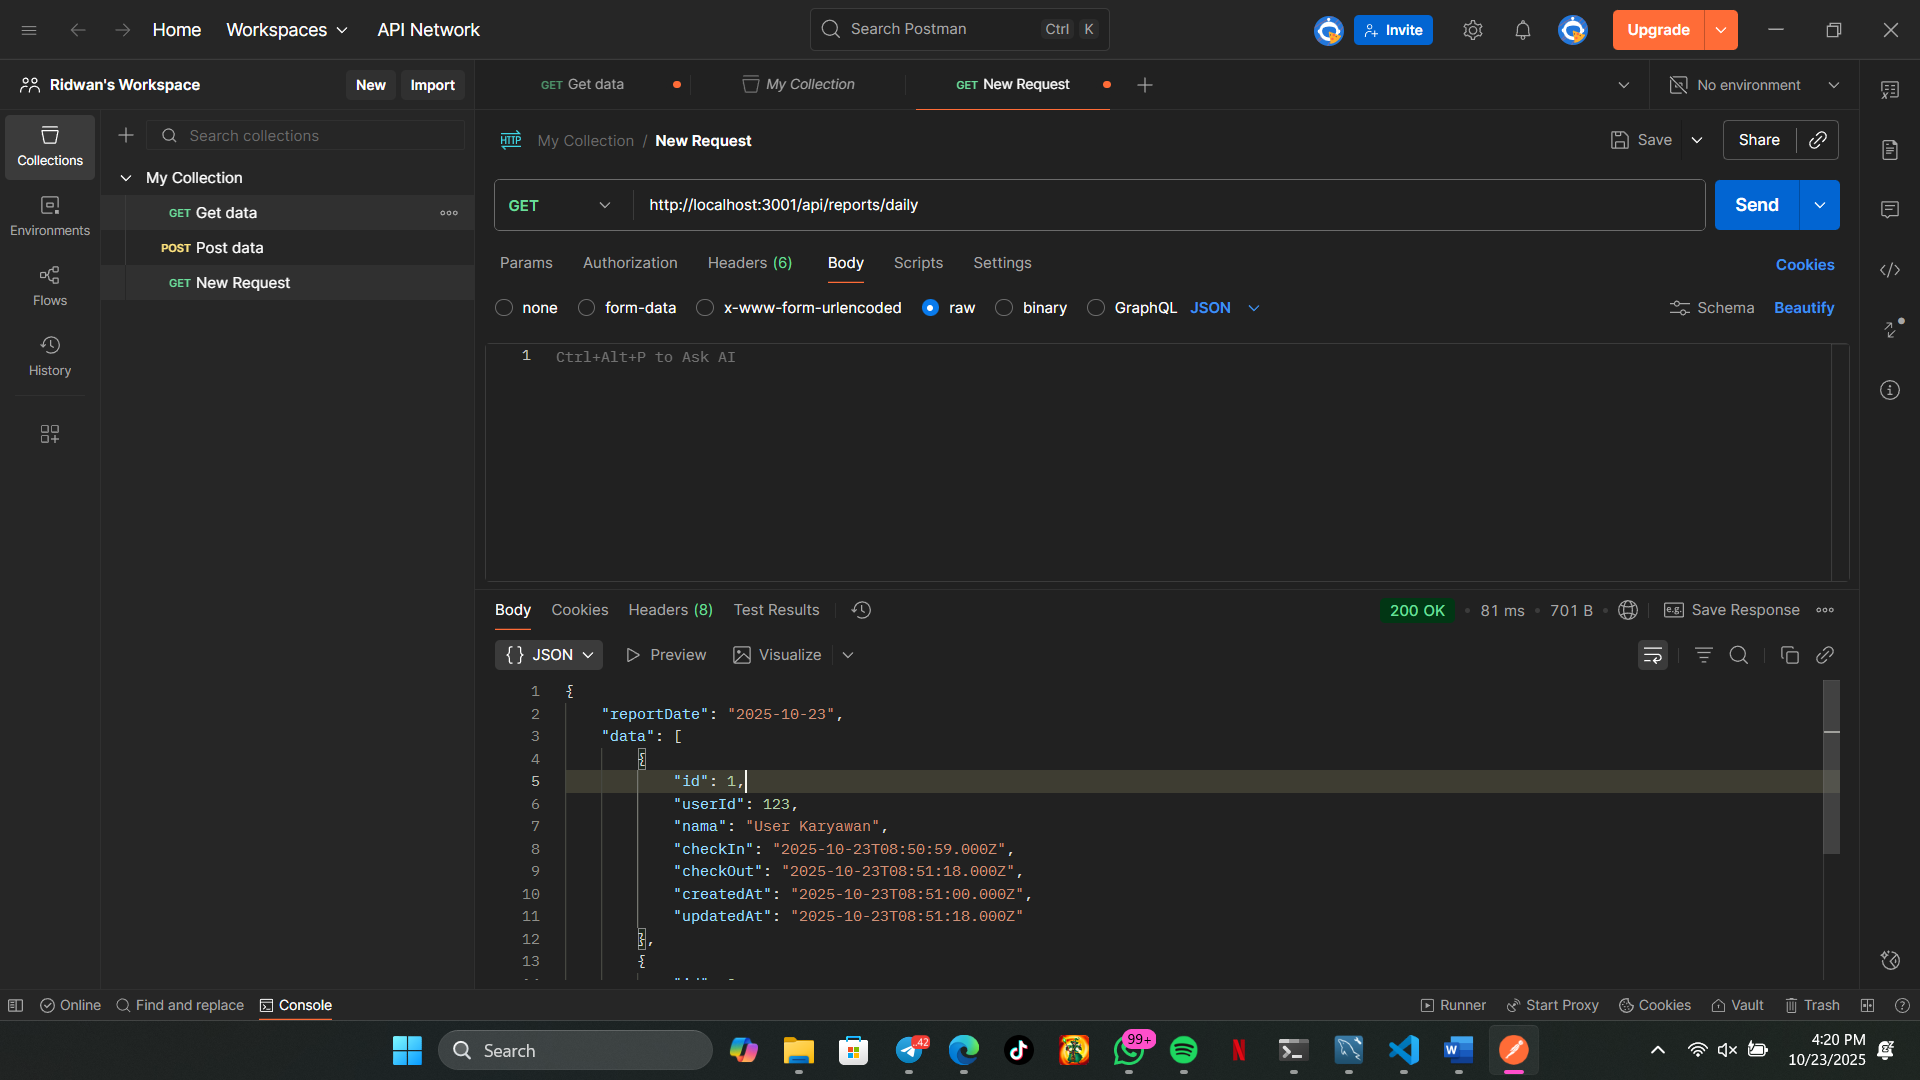 Home
Workspaces
API Network
Search Postman
Ctrl
K
Invite
Upgrade
Ridwan's Workspace
New
Import
GET Get data
My Collection
GET New Request
No environment
Collections
Environments
Flows
History
Search collections
My Collection
GET Get data
POST Post data
GET New Request
HTTP My Collection / New Request
Save
Share
GET
http://localhost:3001/api/reports/daily
Send
Params
Authorization
Headers (6)
Body
Scripts
Settings
Cookies
none
form-data
x-www-form-urlencoded
raw
binary
GraphQL
JSON
Schema
Beautify
1 Ctrl+Alt+P to Ask AI
Body
Cookies
Headers (8)
Test Results
200 OK
81 ms
701 B
e.g. Save Response
{} JSON
Preview
Visualize
1 {
2 "reportDate": "2025-10-23",
3 "data": [
4 {
5 "id": 1,
6 "userId": 123,
7 "nama": "User Karyawan",
8 "checkIn": "2025-10-23T08:50:59.000Z",
9 "checkOut": "2025-10-23T08:51:18.000Z",
10 "createdAt": "2025-10-23T08:51:00.000Z",
11 "updatedAt": "2025-10-23T08:51:18.000Z"
12 },
13 {
Online
Find and replace
Console
Runner
Start Proxy
Cookies
Vault
Trash
Search
99+
4:20 PM
10/23/2025